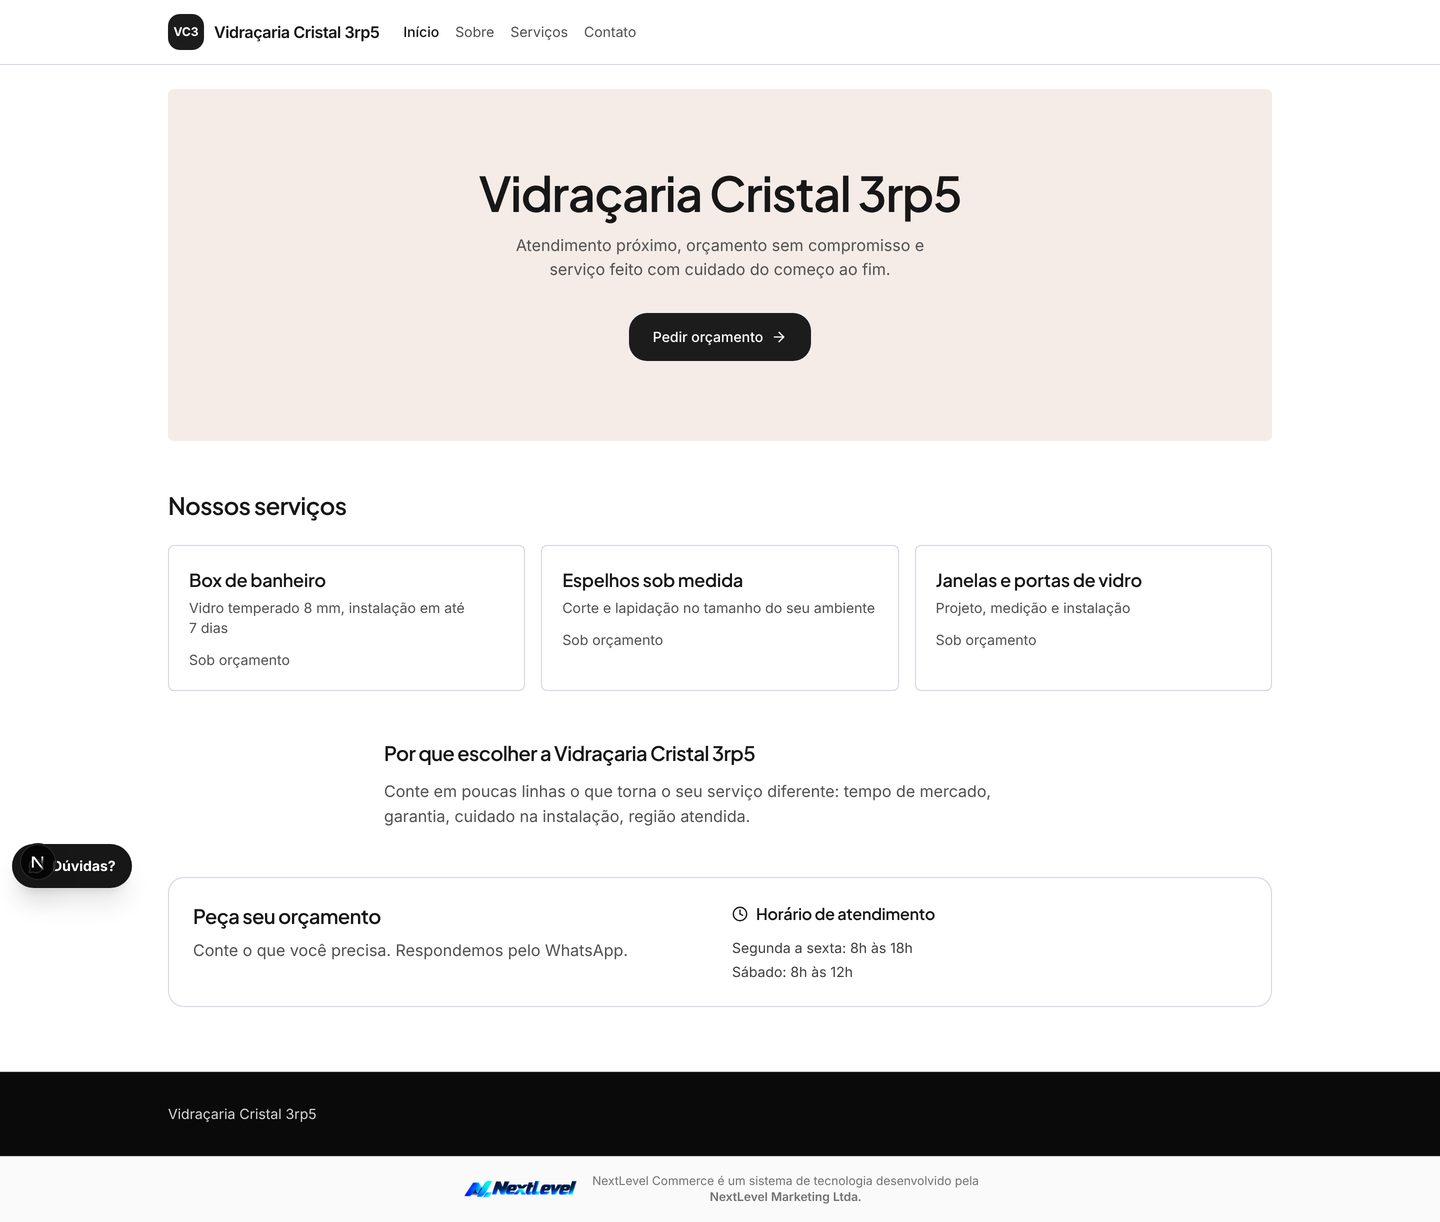 VC3
Vidraçaria Cristal 3rp5
Início
Sobre
Serviços
Contato
Vidraçaria Cristal 3rp5
Atendimento próximo, orçamento sem compromisso e
serviço feito com cuidado do começo ao fim.
Pedir orçamento
Nossos serviços
Box de banheiro
Vidro temperado 8 mm, instalação em até
7 dias
Sob orçamento
Espelhos sob medida
Corte e lapidação no tamanho do seu ambiente
Sob orçamento
Janelas e portas de vidro
Projeto, medição e instalação
Sob orçamento
Por que escolher a Vidraçaria Cristal 3rp5
Conte em poucas linhas o que torna o seu serviço diferente: tempo de mercado,
garantia, cuidado na instalação, região atendida.
N
Dúvidas?
Peça seu orçamento
Conte o que você precisa. Respondemos pelo WhatsApp.
Horário de atendimento
Segunda a sexta: 8h às 18h
Sábado: 8h às 12h
Vidraçaria Cristal 3rp5
NextLevel
NextLevel Commerce é um sistema de tecnologia desenvolvido pela
NextLevel Marketing Ltda.